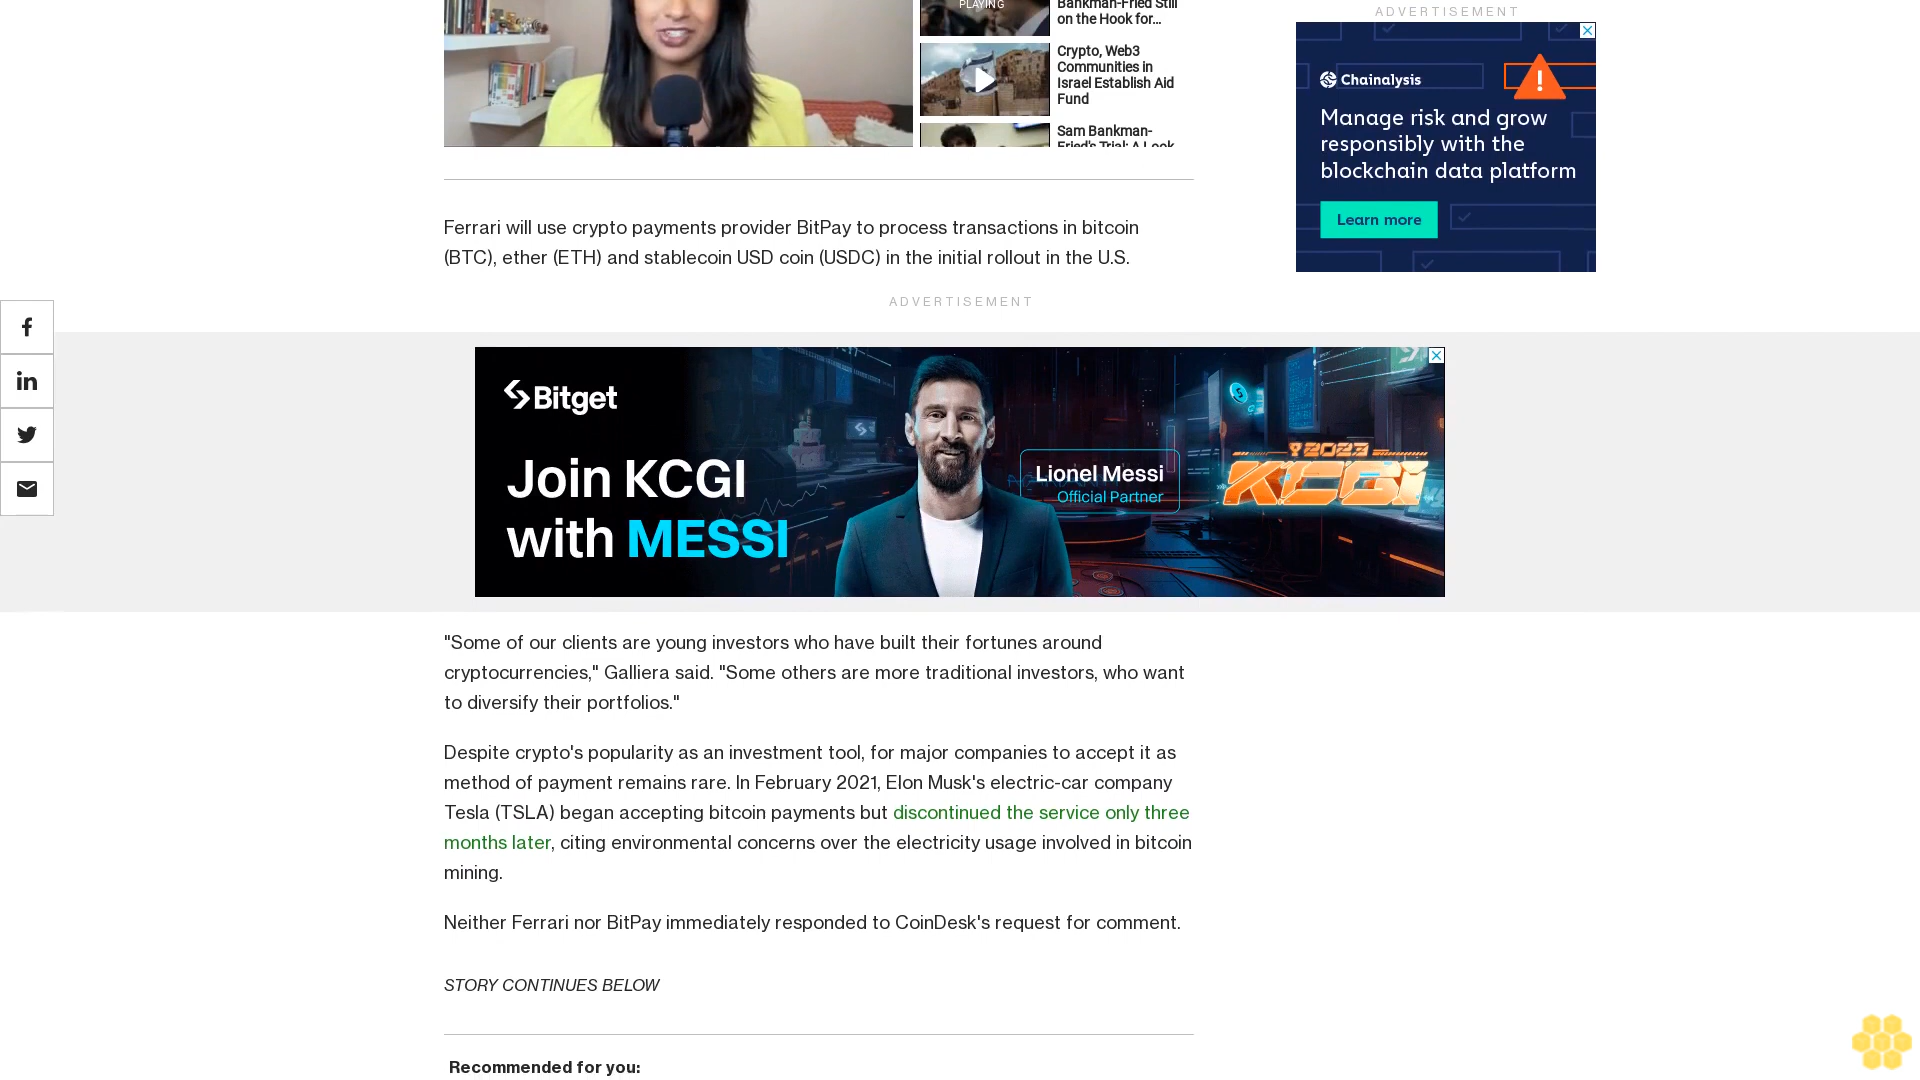 PLAYING
Bankman-Fried Still
on the Hook for...
Crypto, Web3
Communities in
Israel Establish Aid
Fund
Sam Bankman-
Fried's Trial: A Look
ADVERTISEMENT
Chainalysis
Manage risk and grow
responsibly with the
blockchain data platform
Learn more
Ferrari will use crypto payments provider BitPay to process transactions in bitcoin
(BTC), ether (ETH) and stablecoin USD coin (USDC) in the initial rollout in the U.S.
ADVERTISEMENT
Bitget
Join KCGI
with MESSI
Lionel Messi
Official Partner
Y2023
KCGI
"Some of our clients are young investors who have built their fortunes around
cryptocurrencies," Galliera said. "Some others are more traditional investors, who want
to diversify their portfolios."
Despite crypto's popularity as an investment tool, for major companies to accept it as
method of payment remains rare. In February 2021, Elon Musk's electric-car company
Tesla (TSLA) began accepting bitcoin payments but discontinued the service only three
months later, citing environmental concerns over the electricity usage involved in bitcoin
mining.
Neither Ferrari nor BitPay immediately responded to CoinDesk's request for comment.
STORY CONTINUES BELOW
Recommended for you: